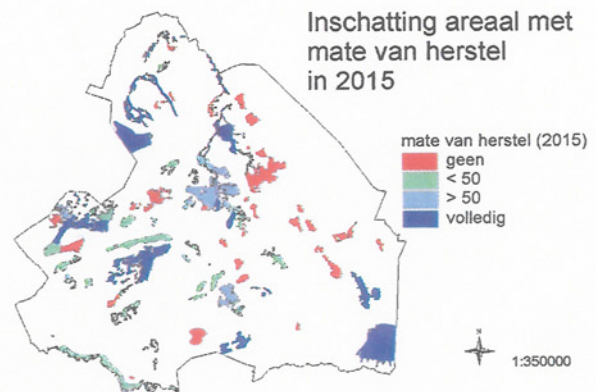 Inschatting areaal met
mate van herstel
in 2015
mate van herstel (2015)
geen
< 50
> 50
volledig
N
1:350000